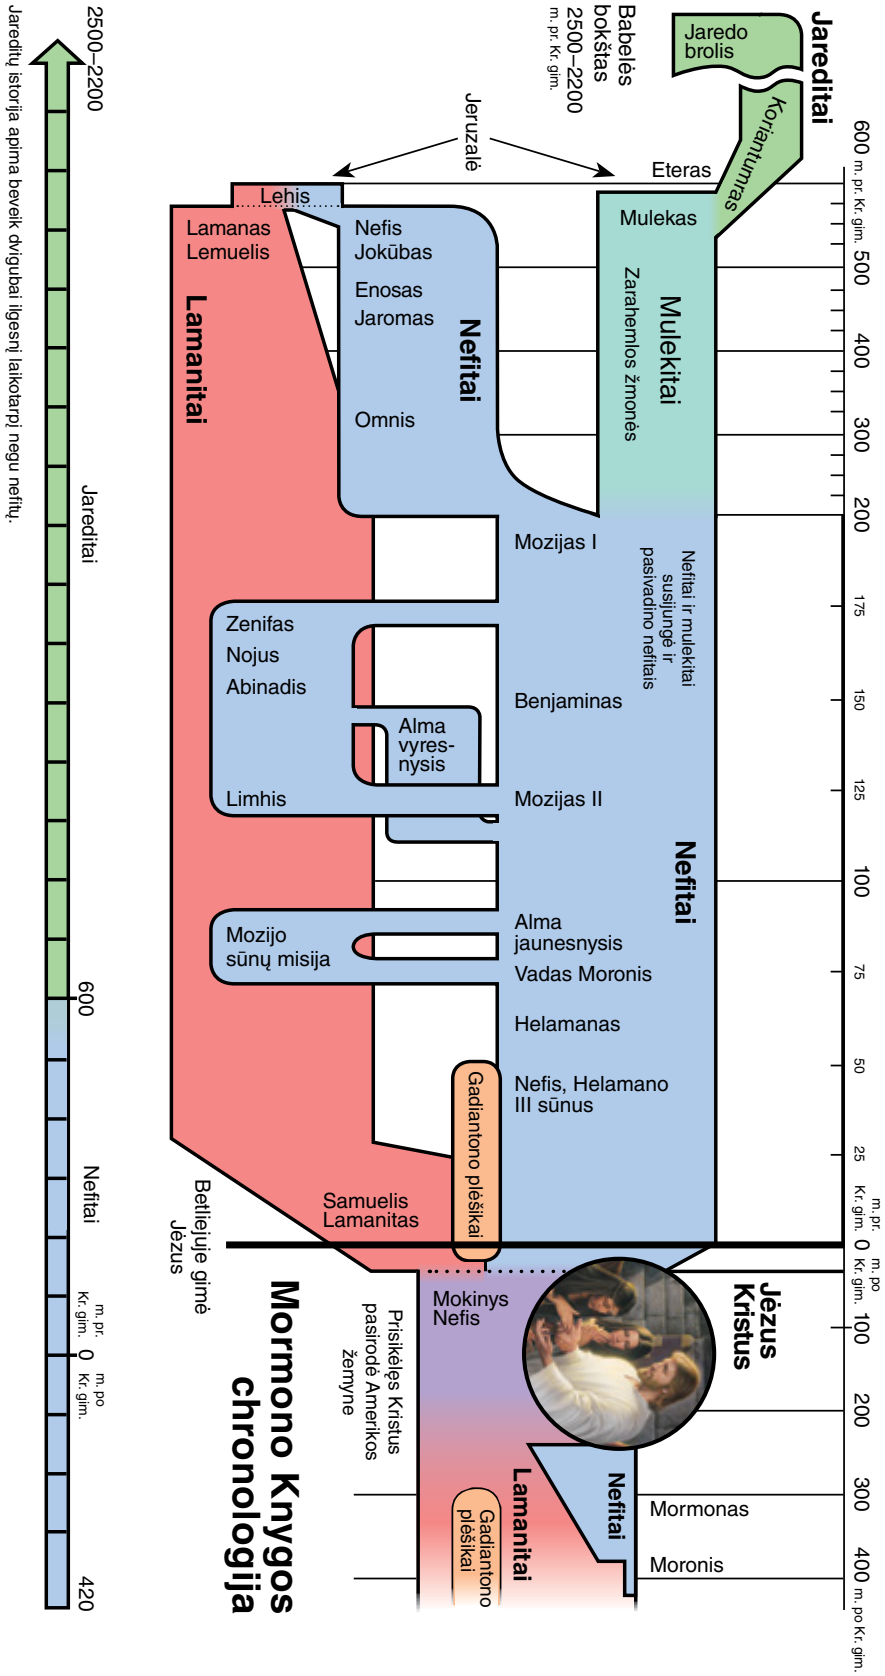 Jareditai
Jaredo
brolis
Koriantumras
Babelės
bokštas
2500–2200
m. pr. Kr. gim.
Jeruzalė
Eteras
600 m. pr. Kr. gim.
500
400
300
200
175
150
125
100
75
50
25
m. pr.
Kr. gim.
0
m. po
Kr. gim.
100
200
300
400 m. po Kr. gim.
Mulekas
Mulekitai
Zarahemlos žmonės
Lehis
Lamanas
Lemuelis
Lamanitai
Nefis
Jokūbas
Enosas
Jaromas
Nefitai
Omnis
Mozijas I
Nefitai ir mulekitai
susijungė ir
pasivadino nefitais
Zenifas
Nojus
Abinadis
Limhis
Alma
vyres-
nysis
Benjaminas
Mozijas II
Nefitai
Mozijo
sūnų misija
Alma
jaunesnysis
Vadas Moronis
Helamanas
Nefis, Helamano
III sūnus
Gadiantono plėšikai
Samuelis
Lamanitas
Betliejuje gimė
Jėzus
Jėzus
Kristus
Mokinys
Nefis
Prisikėlęs Kristus
pasirodė Amerikos
žemyne
Nefitai
Mormonas
Moronis
Lamanitai
Gadiantono
plėšikai
Mormono Knygos
chronologija
2500–2200
Jareditai
600
Nefitai
m. pr.
Kr. gim.
0
m. po
Kr. gim.
420
Jareditų istorija apima beveik dvigubai ilgesnį laikotarpį negu nefitų.